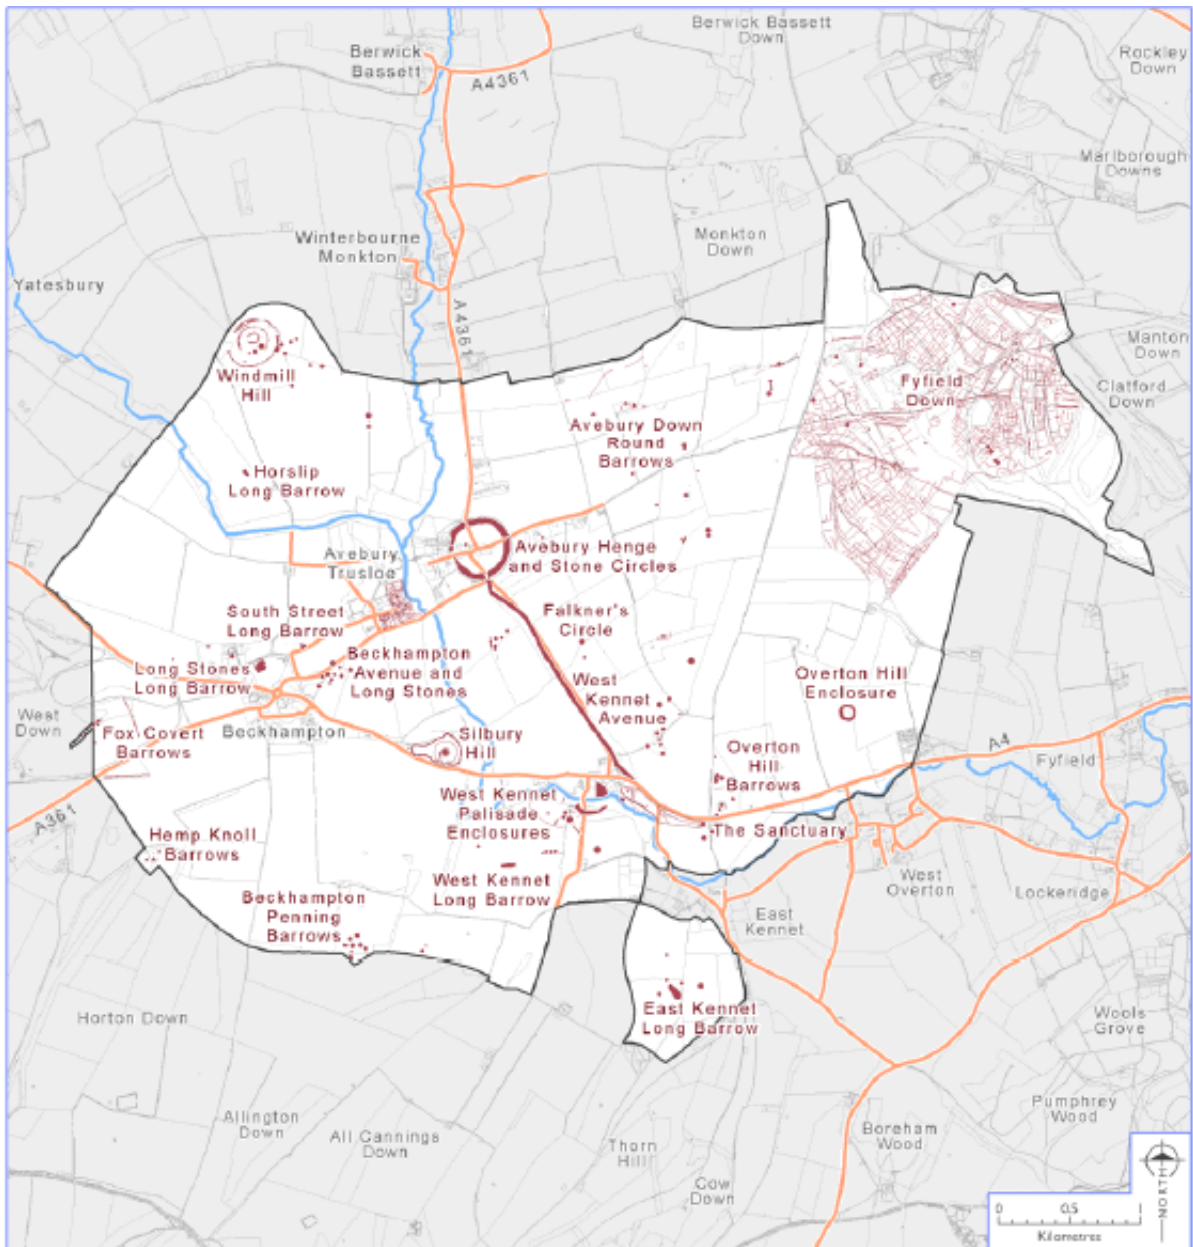 Berwick Bassett
Down
Berwick
Bassett
A4361
Rockley
Down
Marlborough
Downs
Winterbourne
Monkton
Monkton
Down
Yatesbury
A4361
Manton
Down
Windmill
Hill
Fyfield
Down
Clatford
Down
Avebury Down
Round
Barrows
Horslip
Long Barrow
Avebury
Trusloe
Avebury Henge
and Stone Circles
South Street
Long Barrow
Falkner's
Circle
Long Stones
Long Barrow
Beckhampton
Avenue and
Long Stones
West
Kennet
Avenue
Overton Hill
Enclosure
West
Down
Fox Covert
Barrows
Beckhampton
Silbury
Hill
A4
Fyfield
Overton
Hill
Barrows
West Kennet
Palisade
Enclosures
A361
The Sanctuary
Hemp Knoll
Barrows
West Kennet
Long Barrow
West
Overton
Lockeridge
Beckhampton
Penning
Barrows
East
Kennet
East Kennet
Long Barrow
Horton Down
Wools
Grove
Allington
Down
All Cannings
Down
Thorn
Hill
Boreham
Wood
Pumphrey
Wood
Gow
Down
NORTH
0 0.5 1
Kilometres